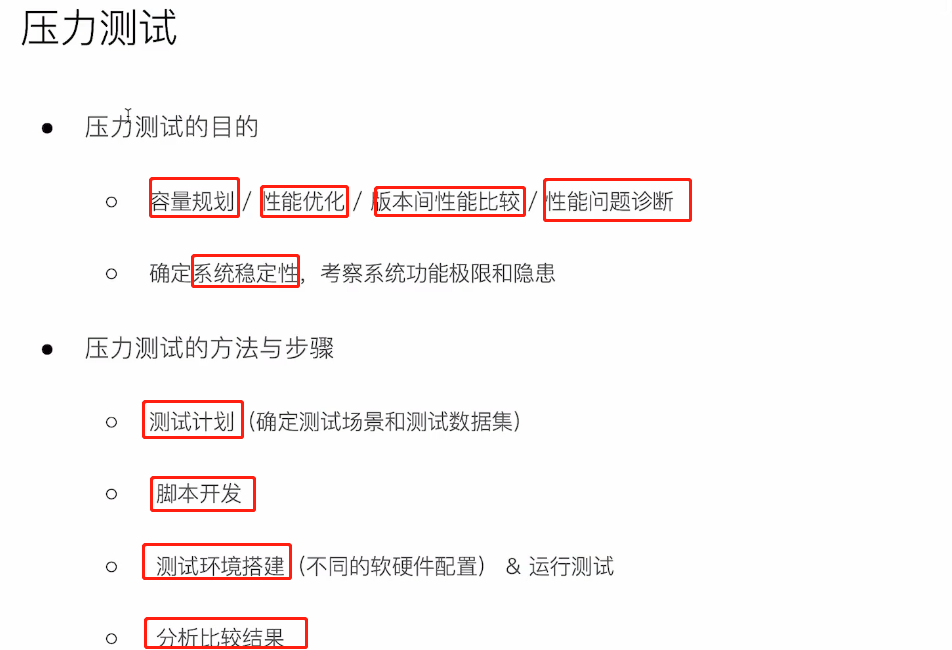 压力测试
压力测试的目的
容量规划 / 性能优化 / 版本间性能比较 / 性能问题诊断
确定系统稳定性，考察系统功能极限和隐患
压力测试的方法与步骤
测试计划 (确定测试场景和测试数据集)
脚本开发
测试环境搭建 (不同的软硬件配置) & 运行测试
分析比较结果